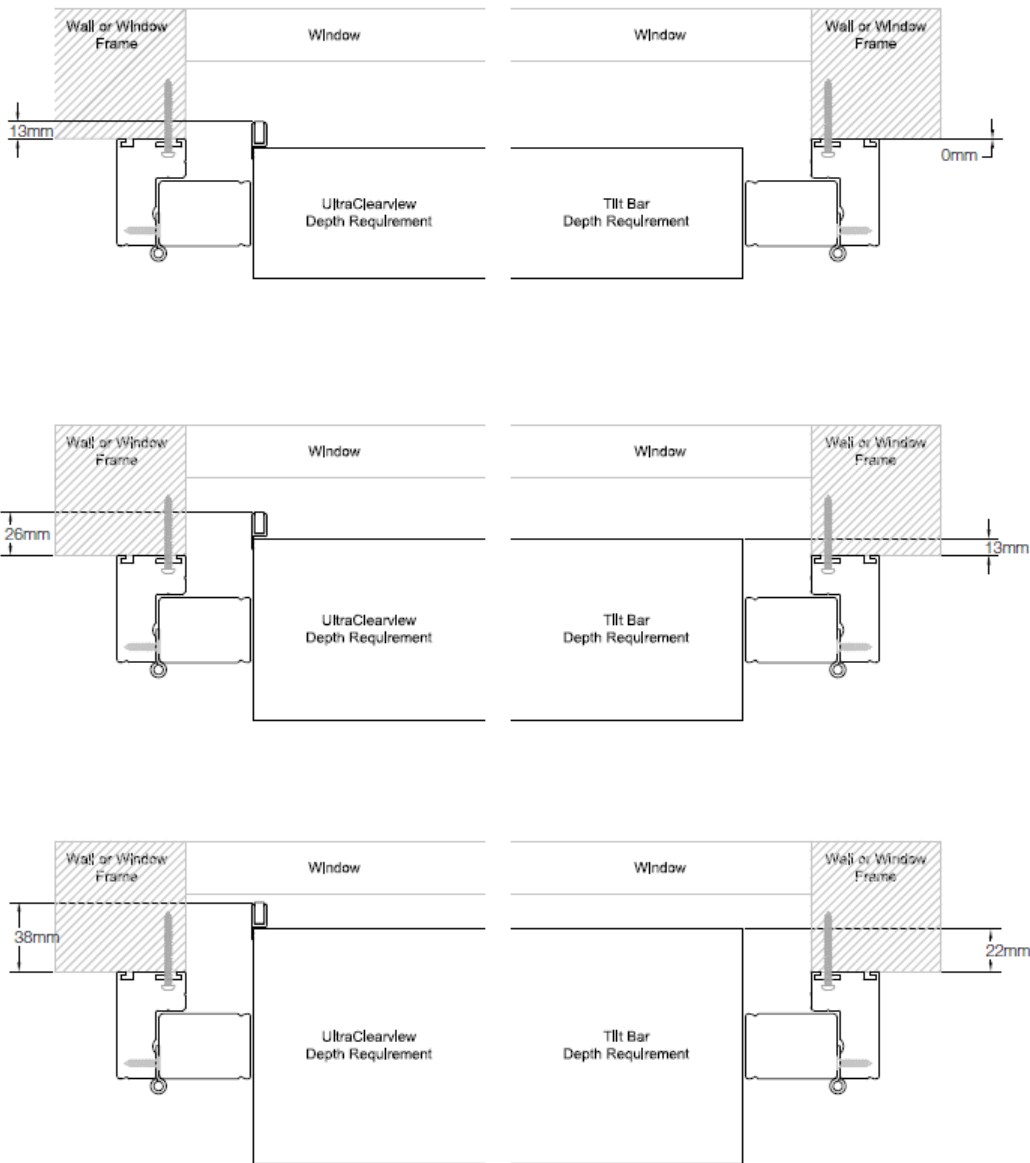 Wall or Window
Frame
Window
Window
Wall or Window
Frame
13mm
0mm
UltraClearview
Depth Requirement
Tilt Bar
Depth Requirement
Wall or Window
Frame
Window
Window
Wall or Window
Frame
26mm
13mm
UltraClearview
Depth Requirement
Tilt Bar
Depth Requirement
Wall or Window
Frame
Window
Window
Wall or Window
Frame
38mm
22mm
UltraClearview
Depth Requirement
Tilt Bar
Depth Requirement